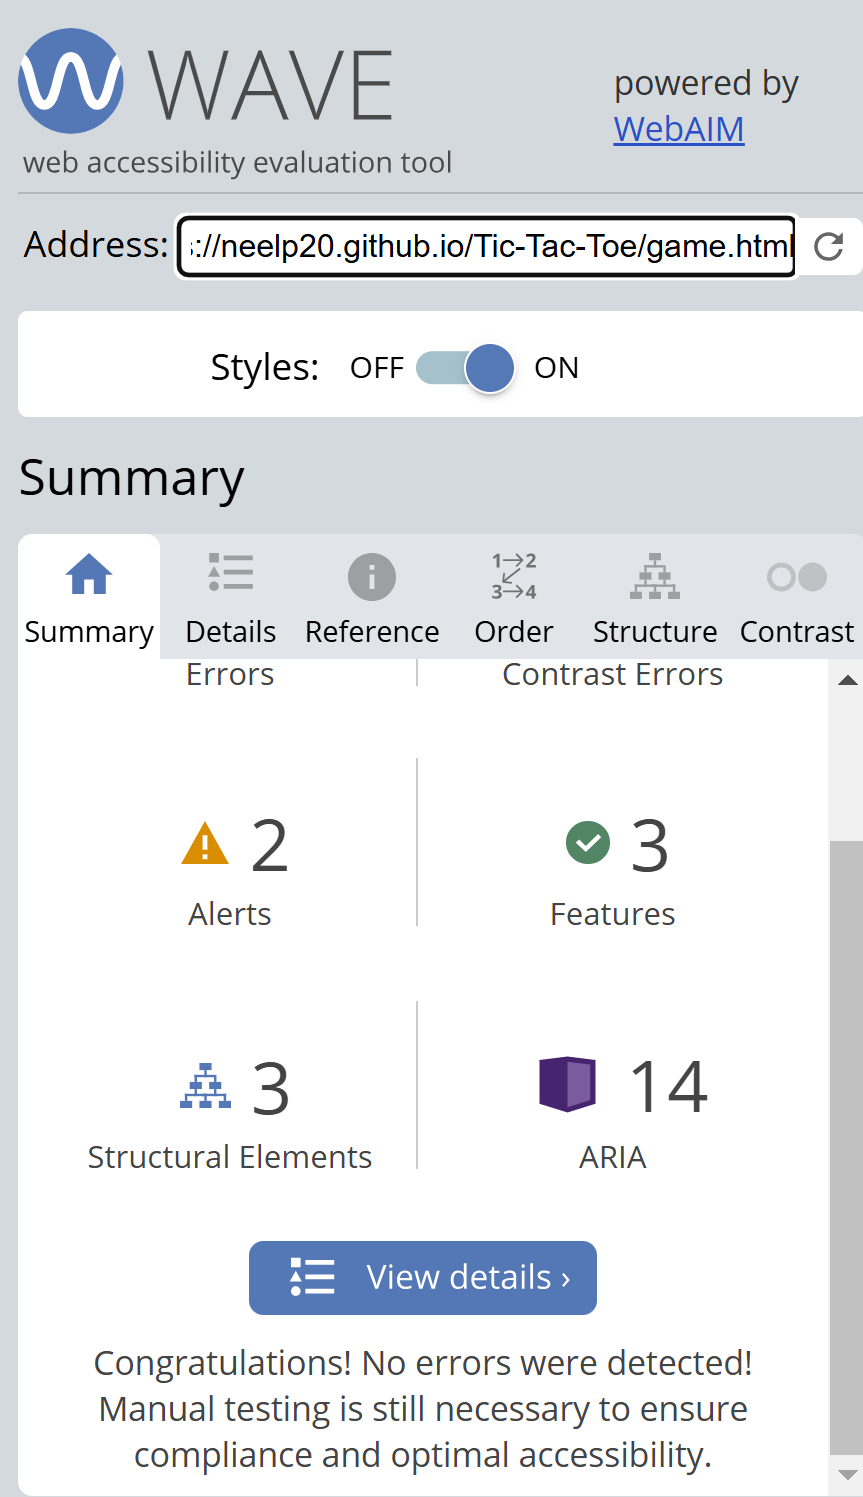 WAVE
powered by
WebAIM
web accessibility evaluation tool
Address: s://neelp20.github.io/Tic-Tac-Toe/game.html
Styles: OFF ON
Summary
1 2
3 4
Summary Details Reference Order Structure Contrast
Errors Contrast Errors
2 3
Alerts Features
3 14
Structural Elements ARIA
View details ›
Congratulations! No errors were detected!
Manual testing is still necessary to ensure
compliance and optimal accessibility.